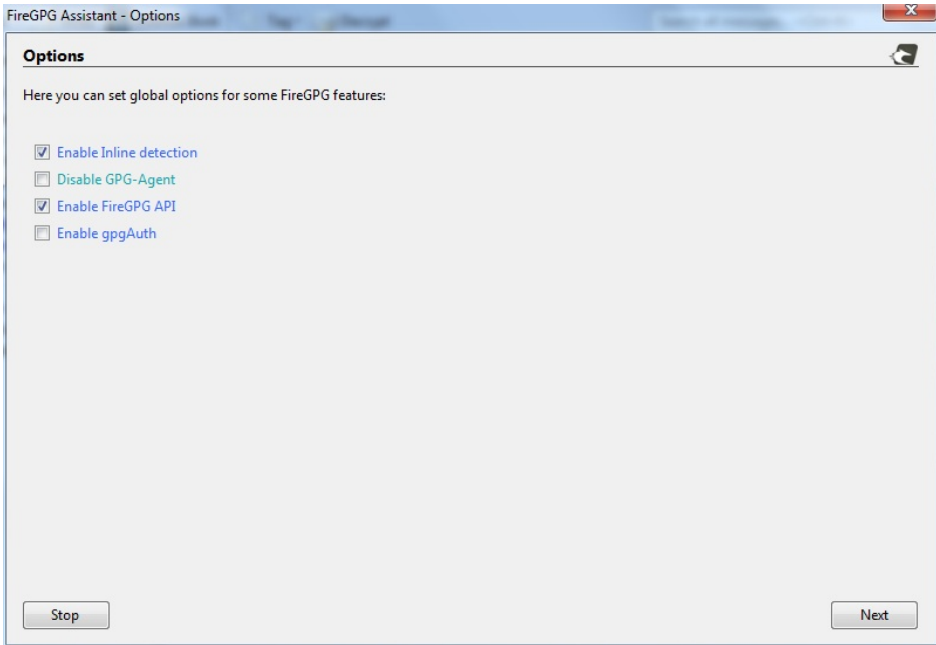 FireGPG Assistant - Options
Options
Here you can set global options for some FireGPG features:
Enable Inline detection
Disable GPG-Agent
Enable FireGPG API
Enable gpgAuth
Stop
Next